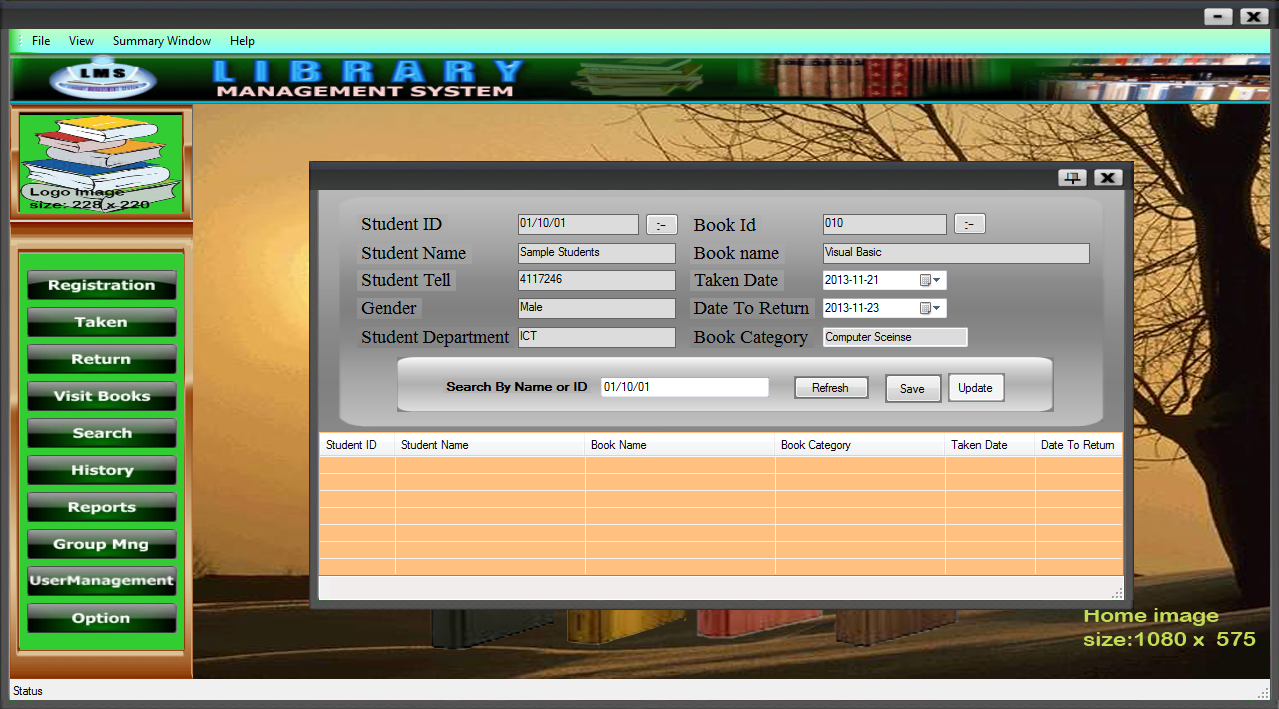 File View Summary Window Help
LMS
LIBRARY
MANAGEMENT SYSTEM
Logo Image
size: 228 x 220
Registration
Taken
Return
Visit Books
Search
History
Reports
Group Mng
UserManagement
Option
Student ID 01/10/01 :- Book Id 010 :-
Student Name Sample Students Book name Visual Basic
Student Tell 4117246 Taken Date 2013-11-21
Gender Male Date To Return 2013-11-23
Student Department ICT Book Category Computer Sceinse
Search By Name or ID 01/10/01 Refresh Save Update
Student ID Student Name Book Name Book Category Taken Date Date To Return
Home image
size:1080 x 575
Status